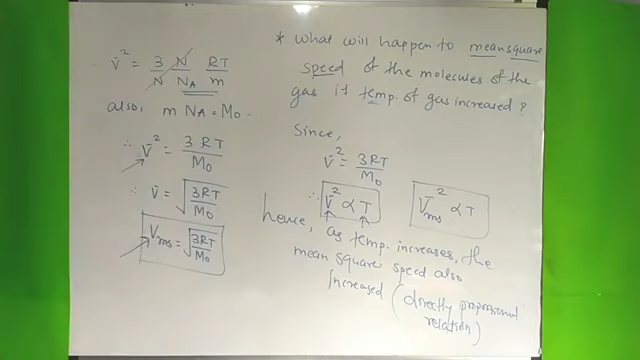 ∴ v̄² = 3 N/N N_A RT/m
also, m N_A = M₀.
∴ v̄² = 3RT/M₀
∴ v̄ = √(3RT/M₀)
V_rms = √(3RT/M₀)
* What will happen to meansquare
speed of the molecules of the
gas if temp. of gas increased?
Since,
v̄² = 3RT/M₀
∴ v̄² ∝ T
V̄²_ms ∝ T
hence, as temp. increases, the
mean square speed also
increased (directly proportional
relation)